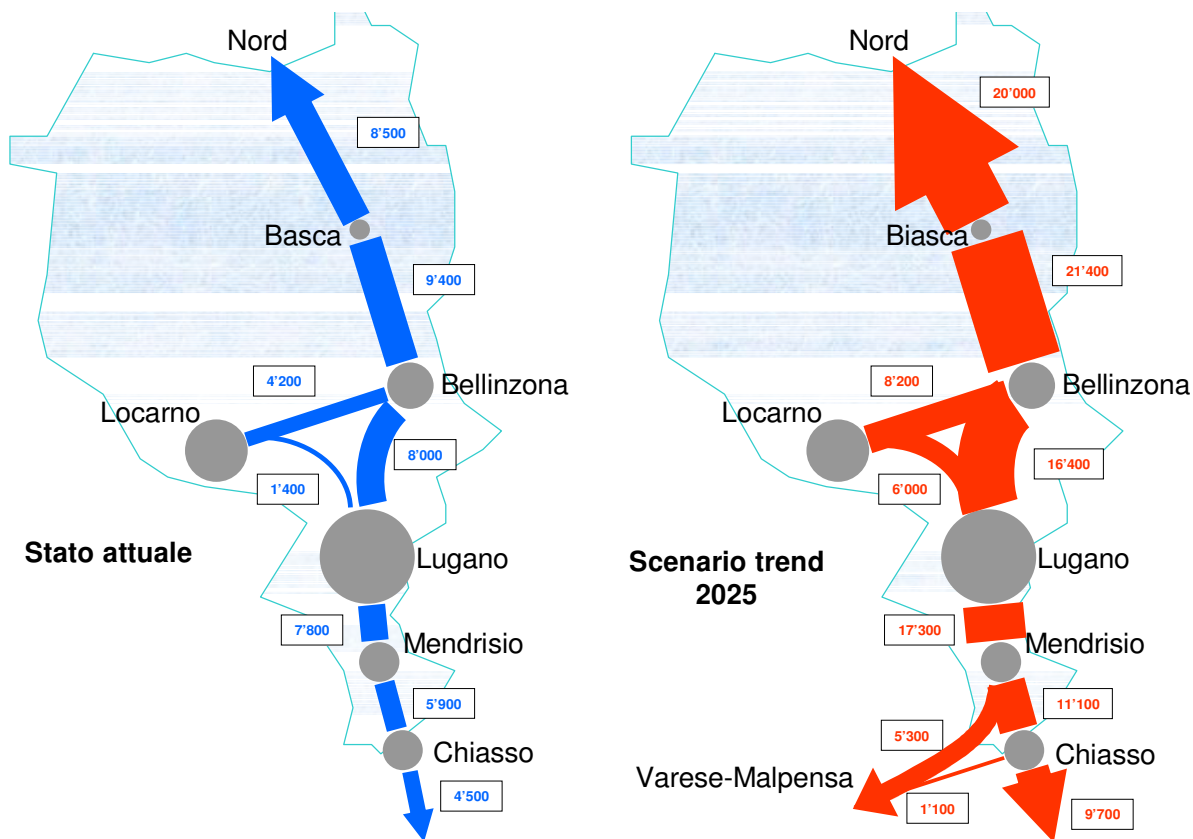 Nord
8’500
Basca
9’400
4’200
Bellinzona
Locarno
8’000
1’400
Stato attuale
Lugano
7’800
Mendrisio
5’900
Chiasso
4’500
Nord
20’000
Biasca
21’400
8’200
Bellinzona
Locarno
16’400
6’000
Scenario trend
2025
Lugano
17’300
Mendrisio
11’100
5’300
Chiasso
Varese-Malpensa
1’100
9’700